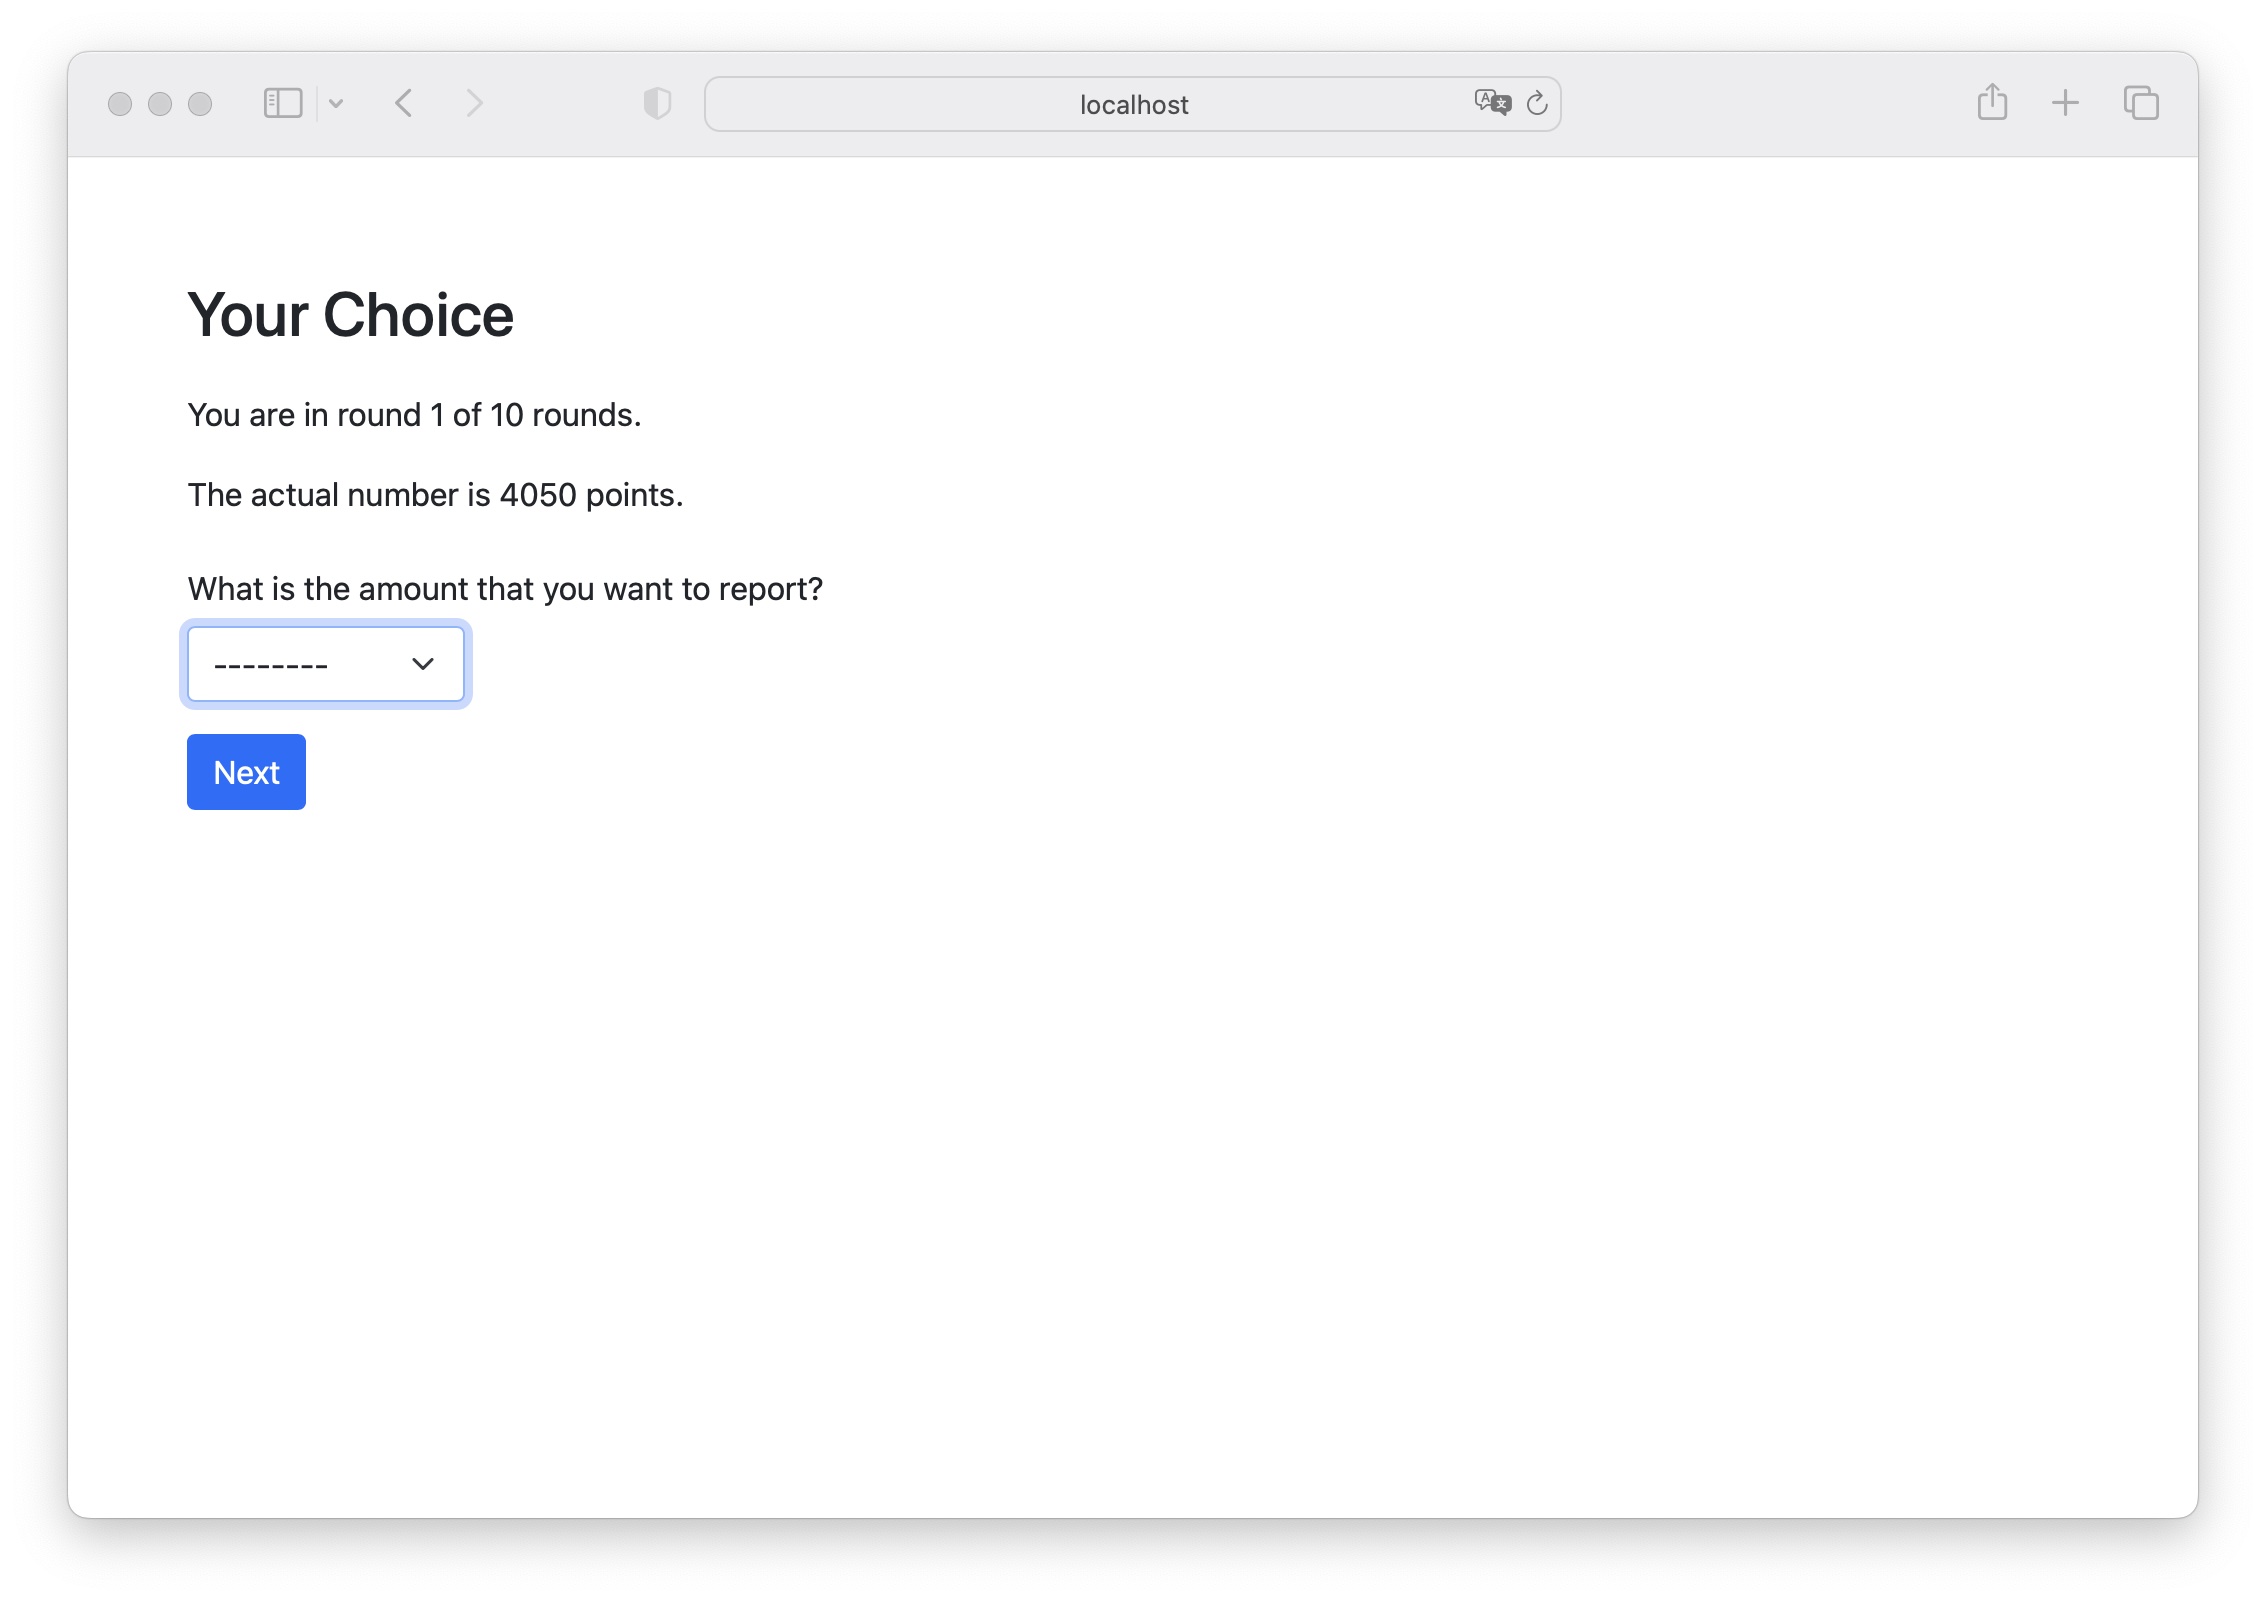 localhost
Your Choice
You are in round 1 of 10 rounds.
The actual number is 4050 points.
What is the amount that you want to report?
--------
Next